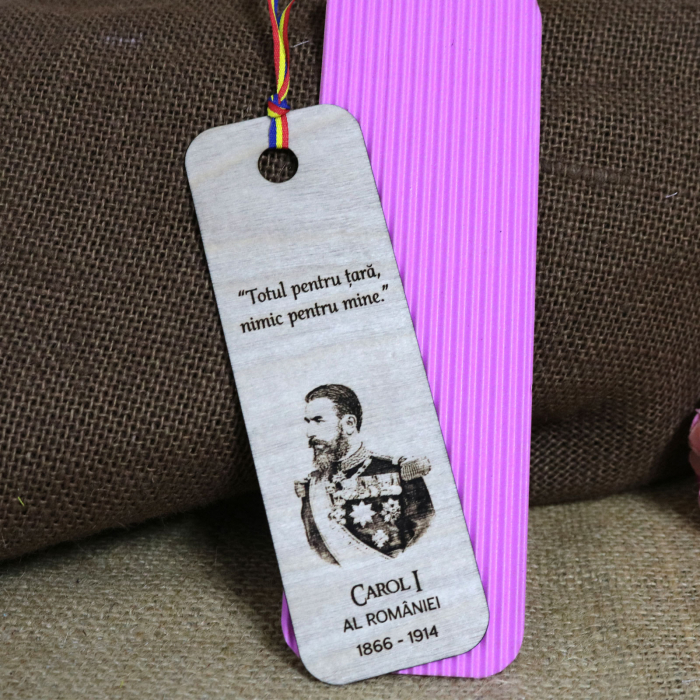 “Totul pentru țară,
nimic pentru mine.”
CAROL I
AL ROMÂNIEI
1866 - 1914